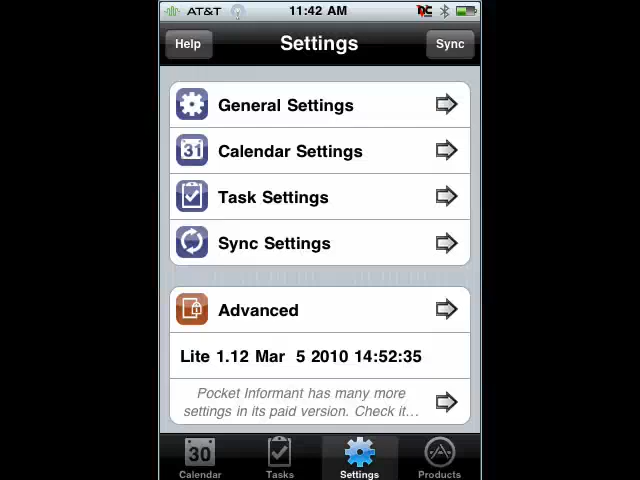 AT&T 11:42 AM
Help Settings Sync
General Settings
31 Calendar Settings
Task Settings
Sync Settings
Advanced
Lite 1.12 Mar 5 2010 14:52:35
Pocket Informant has many more
settings in its paid version. Check it…
30
Calendar Tasks Settings Products